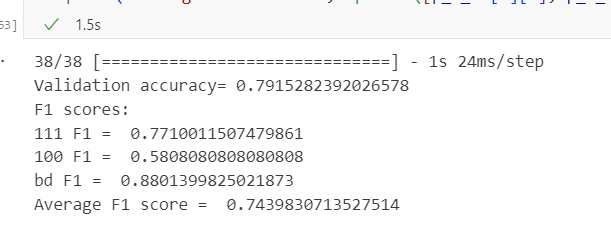 53]
1.5s
38/38 [==============================] - 1s 24ms/step
Validation accuracy= 0.7915282392026578
F1 scores:
111 F1 =  0.7710011507479861
100 F1 =  0.5808080808080808
bd F1 =  0.8801399825021873
Average F1 score =  0.7439830713527514